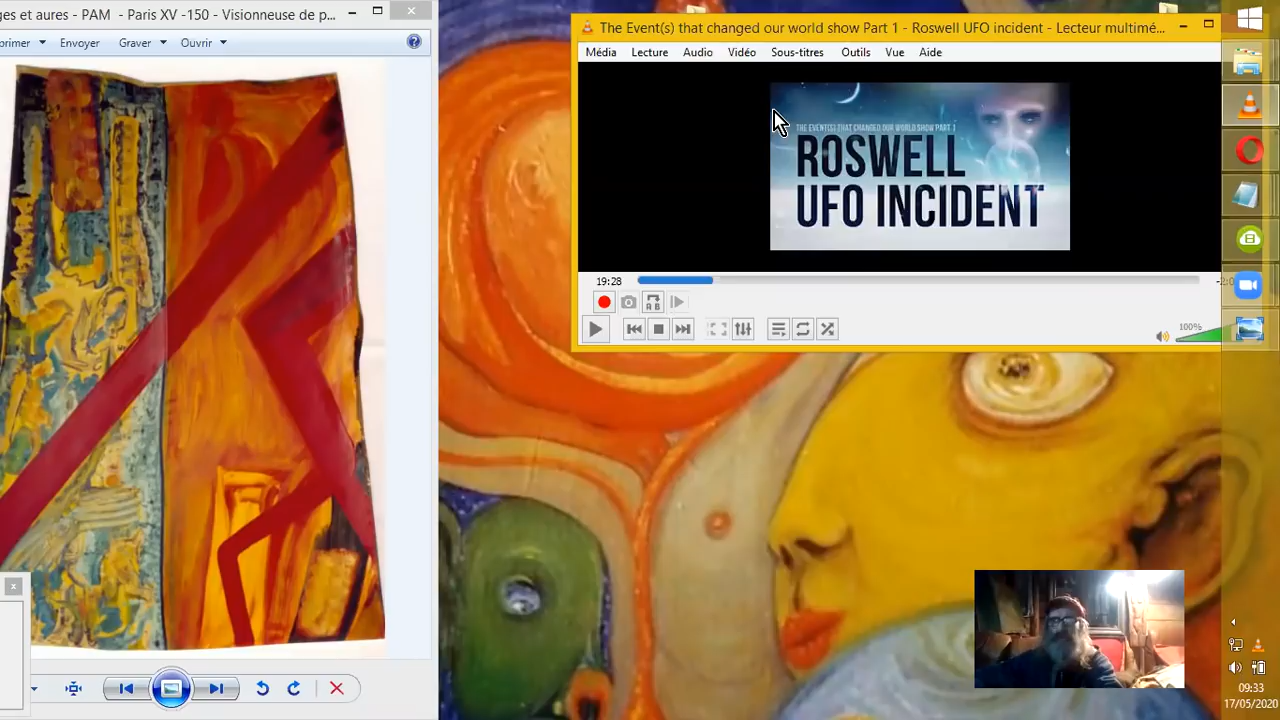 ges et aures - PAM - Paris XV -150 - Visionneuse de p...
primer Envoyer Graver Ouvrir
The Event(s) that changed our world show Part 1 - Roswell UFO incident - Lecteur multimé...
Média Lecture Audio Vidéo Sous-titres Outils Vue Aide
THE EVENT(S) THAT CHANGED OUR WORLD SHOW PART 1
ROSWELL
UFO INCIDENT
19:28
100%
09:33
17/05/2020